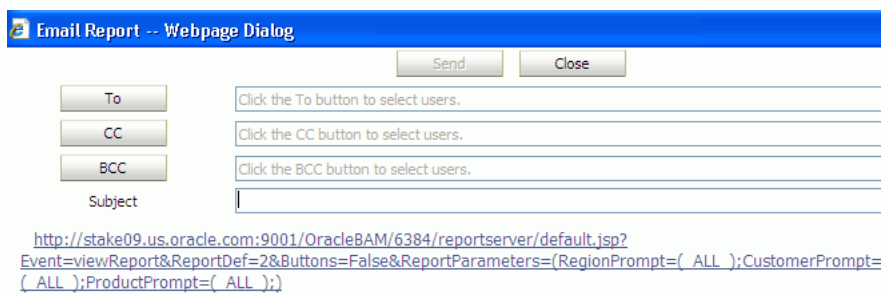 Email Report -- Webpage Dialog
Send Close
To Click the To button to select users.
CC Click the CC button to select users.
BCC Click the BCC button to select users.
Subject
http://stake09.us.oracle.com:9001/OracleBAM/6384/reportserver/default.jsp?
Event=viewReport&ReportDef=2&Buttons=False&ReportParameters=(RegionPrompt=(_ALL_);CustomerPrompt=
(_ALL_);ProductPrompt=(_ALL_);)